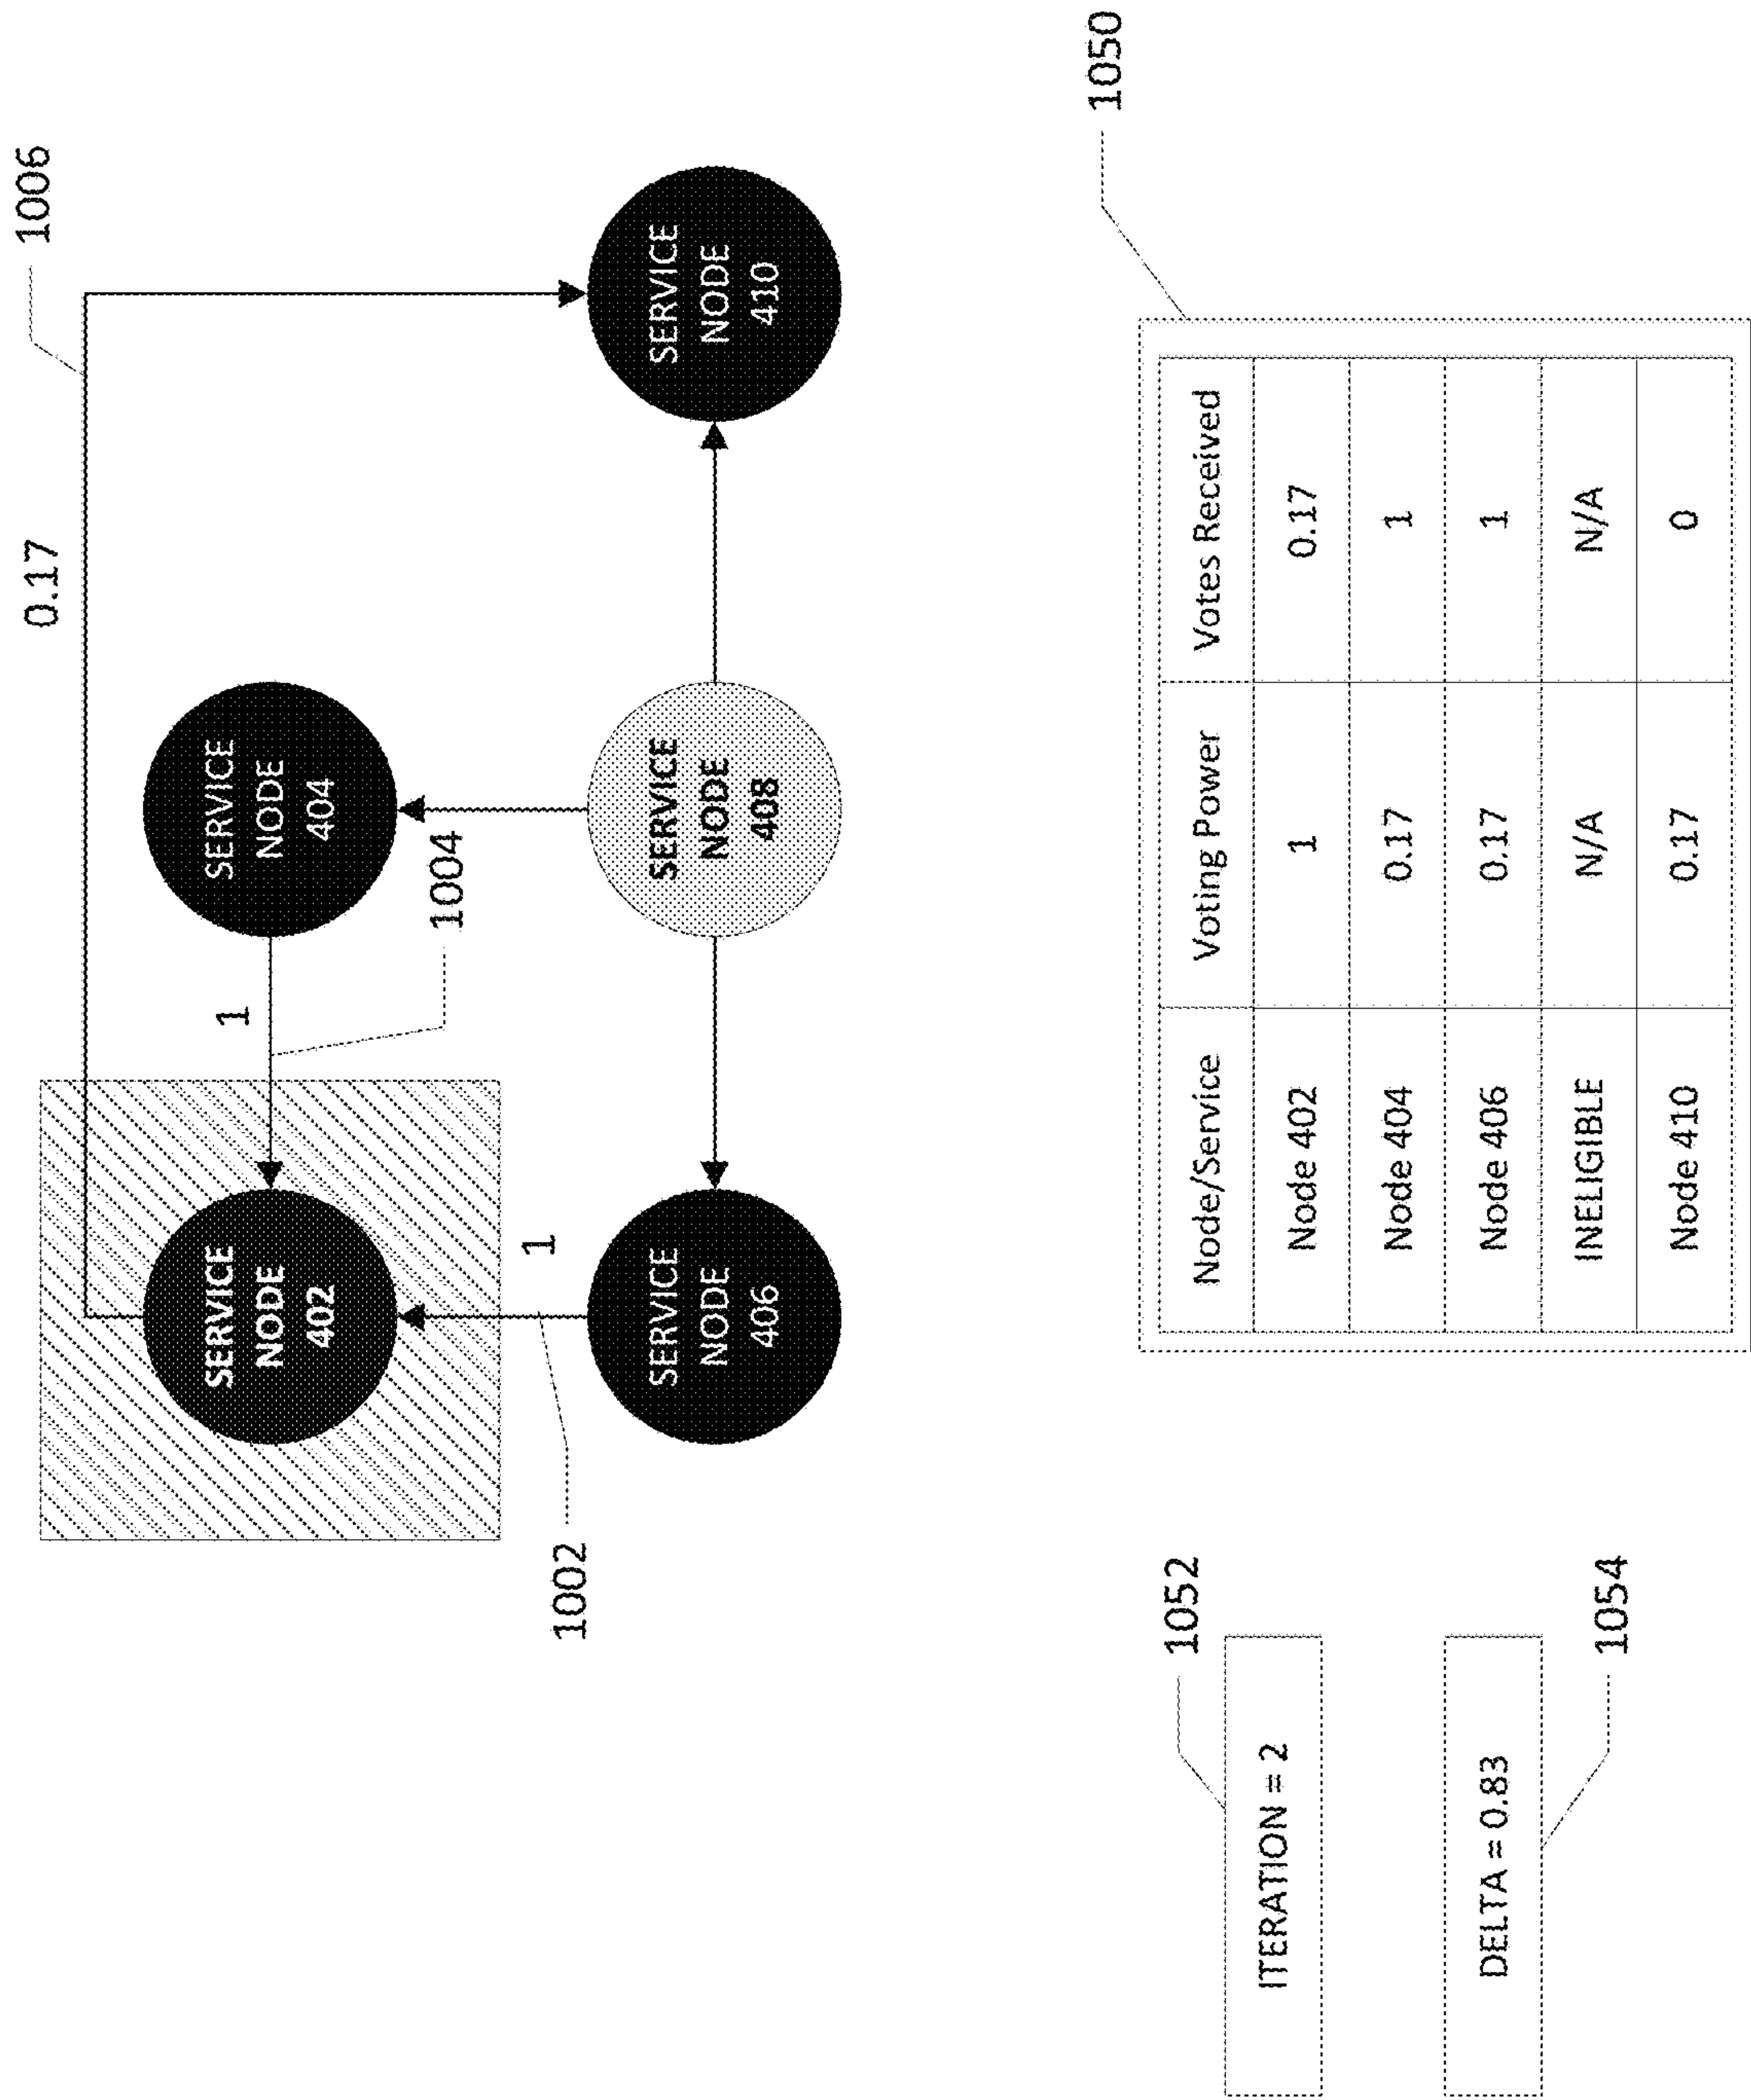 1006
0.17
SERVICE
NODE
402
1
SERVICE
NODE
404
1004
1
1002
SERVICE
NODE
406
SERVICE
NODE
408
SERVICE
NODE
410
1052
ITERATION = 2
DELTA = 0.83
1054
1050
Node/Service Voting Power Votes Received
Node 402 1 0.17
Node 404 0.17 1
Node 406 0.17 1
INELIGIBLE N/A N/A
Node 410 0.17 0